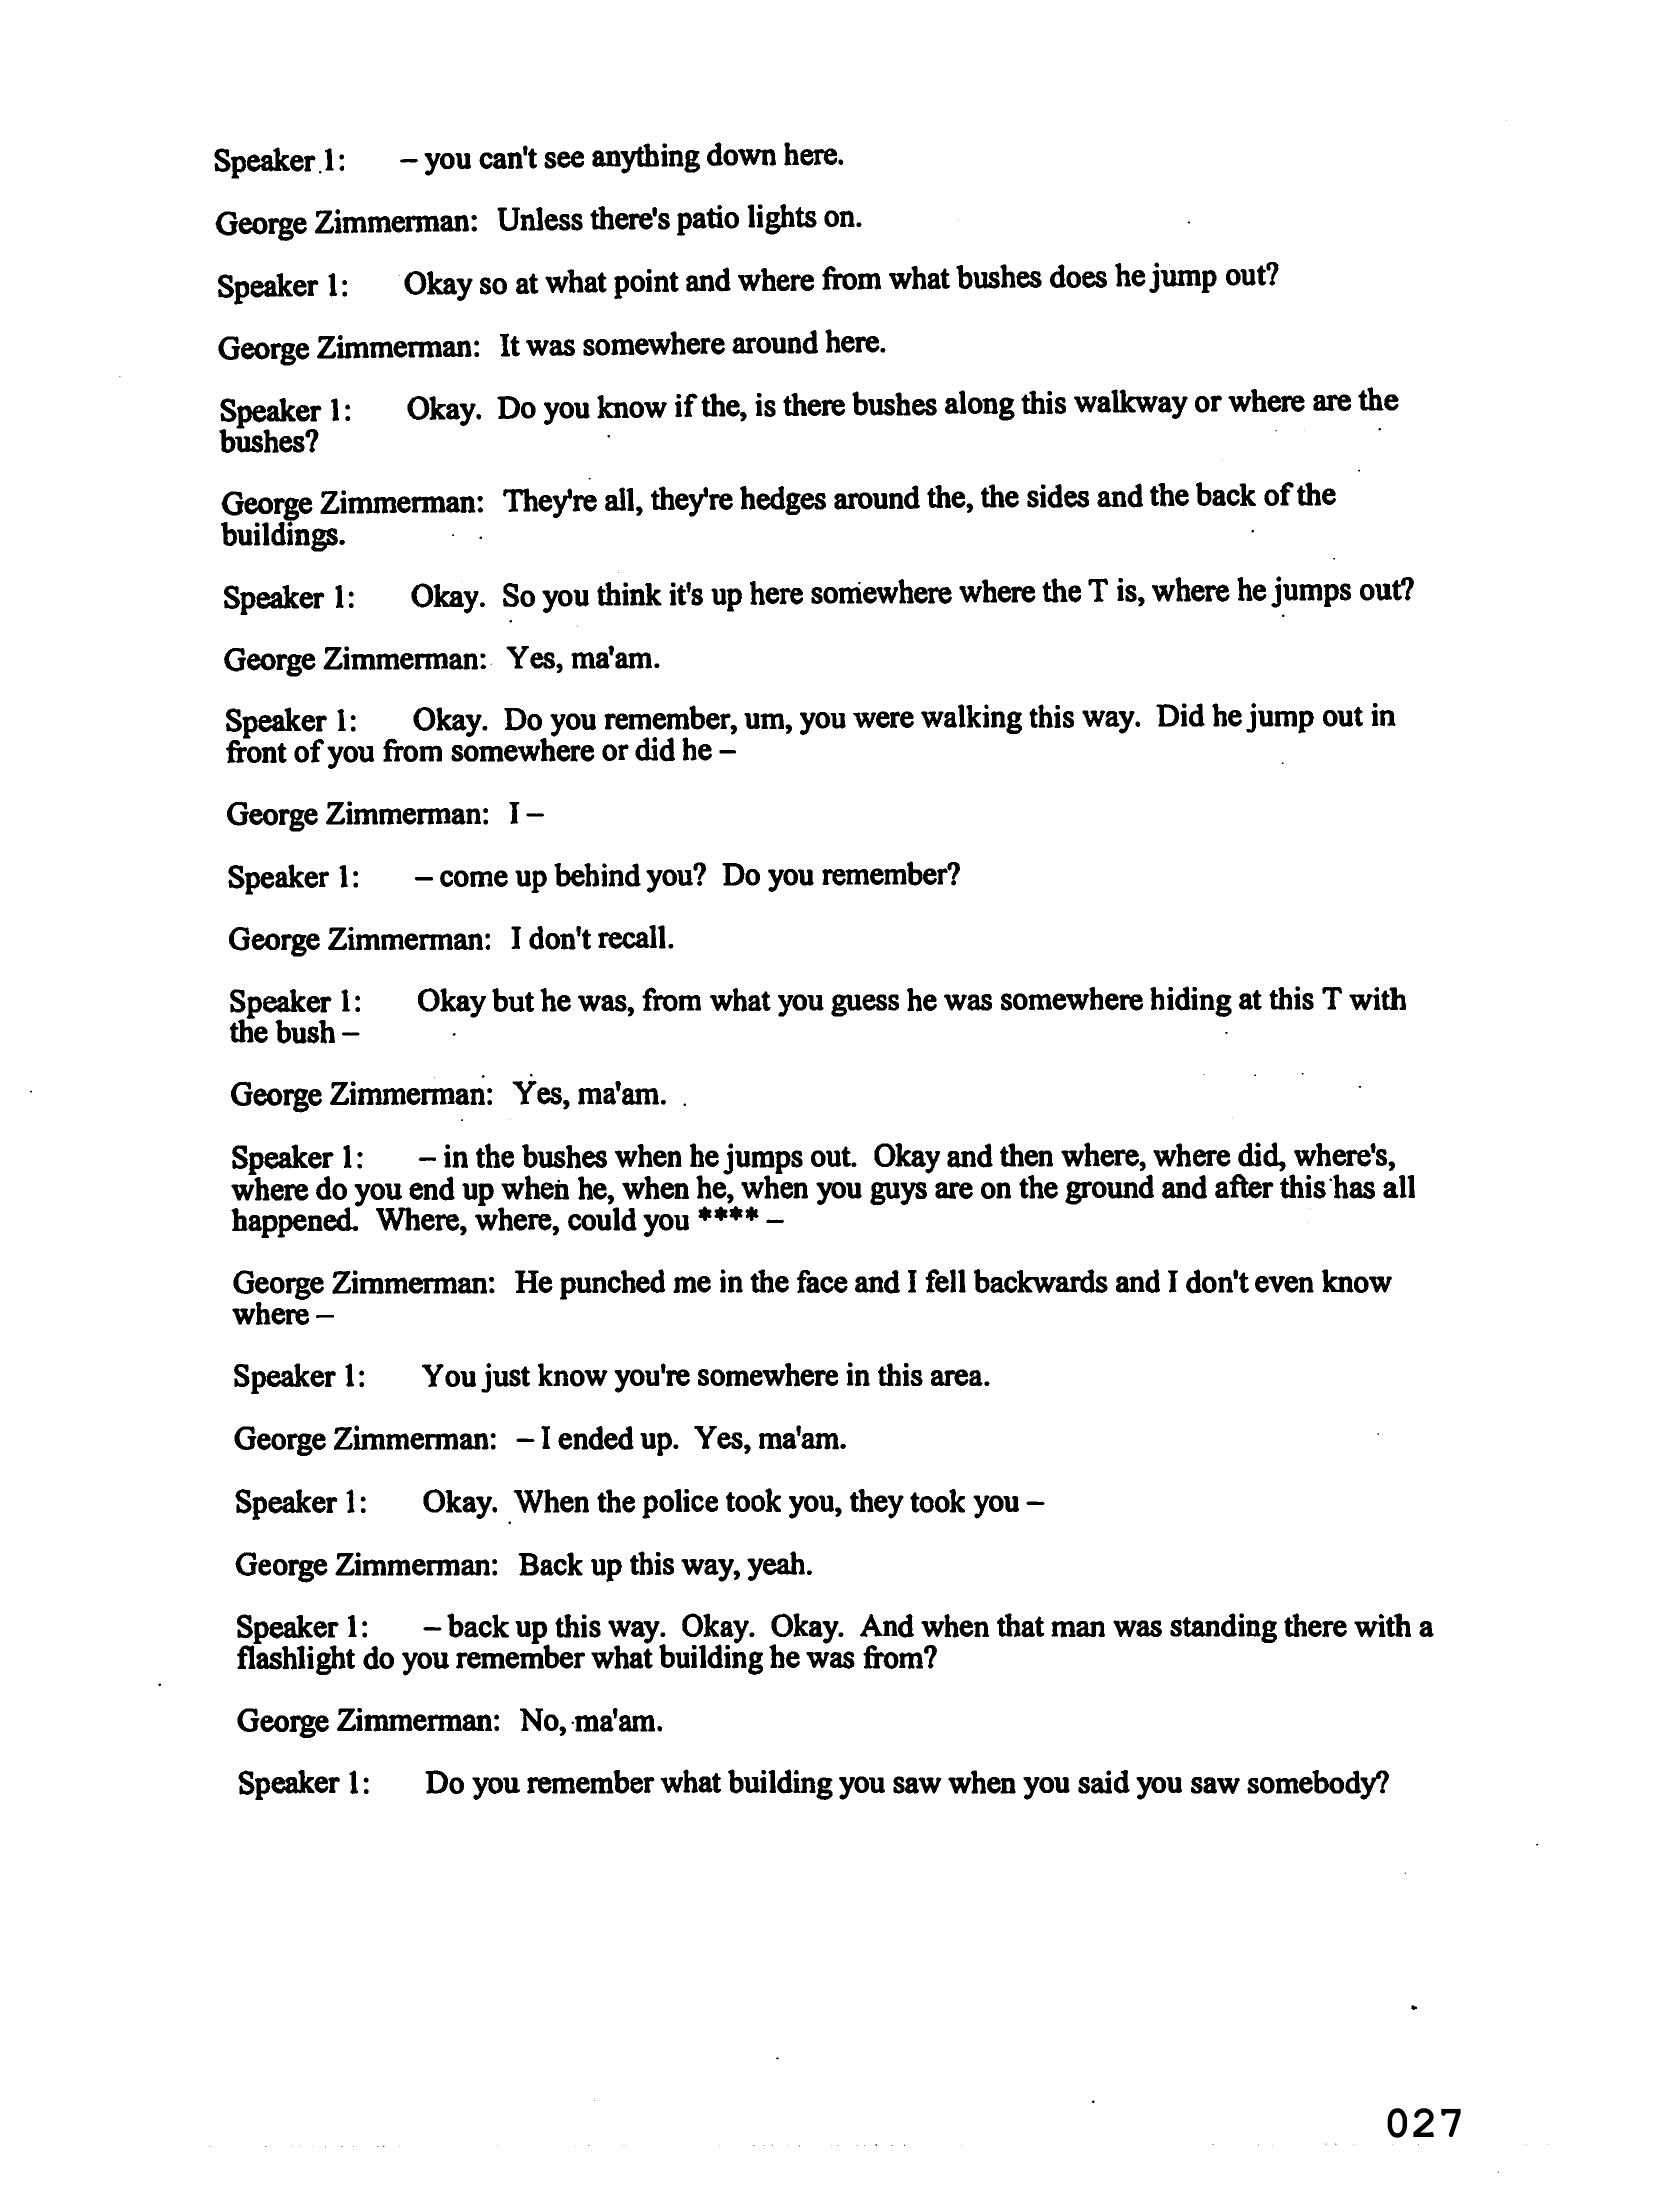 Speaker 1: – you can't see anything down here.
George Zimmerman: Unless there's patio lights on.
Speaker 1: Okay so at what point and where from what bushes does he jump out?
George Zimmerman: It was somewhere around here.
Speaker 1: Okay. Do you know if the, is there bushes along this walkway or where are the
bushes?
George Zimmerman: They're all, they're hedges around the, the sides and the back of the
buildings.
Speaker 1: Okay. So you think it's up here somewhere where the T is, where he jumps out?
George Zimmerman: Yes, ma'am.
Speaker 1: Okay. Do you remember, um, you were walking this way. Did he jump out in
front of you from somewhere or did he –
George Zimmerman: I –
Speaker 1: – come up behind you? Do you remember?
George Zimmerman: I don't recall.
Speaker 1: Okay but he was, from what you guess he was somewhere hiding at this T with
the bush –
George Zimmerman: Yes, ma'am.
Speaker 1: – in the bushes when he jumps out. Okay and then where, where did, where's,
where do you end up when he, when he, when you guys are on the ground and after this has all
happened. Where, where, could you **** –
George Zimmerman: He punched me in the face and I fell backwards and I don't even know
where –
Speaker 1: You just know you're somewhere in this area.
George Zimmerman: – I ended up. Yes, ma'am.
Speaker 1: Okay. When the police took you, they took you –
George Zimmerman: Back up this way, yeah.
Speaker 1: – back up this way. Okay. Okay. And when that man was standing there with a
flashlight do you remember what building he was from?
George Zimmerman: No, ma'am.
Speaker 1: Do you remember what building you saw when you said you saw somebody?
027